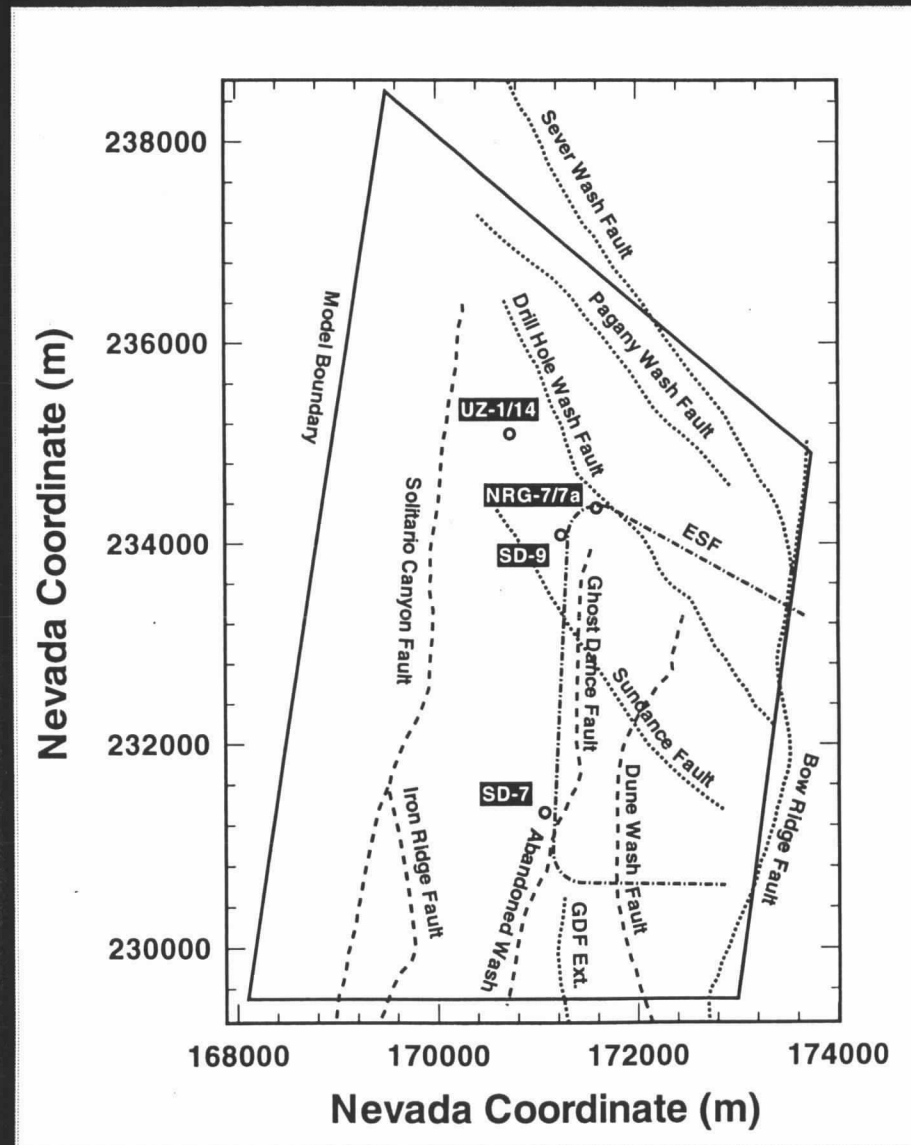 238000
236000
234000
232000
230000
168000
170000
172000
174000
Nevada Coordinate (m)
Nevada Coordinate (m)
Model Boundary
Sever Wash Fault
Pagany Wash Fault
Drill Hole Wash Fault
UZ-1/14
NRG-7/7a
SD-9
ESF
Solitario Canyon Fault
Ghost Dance Fault
Sundance Fault
SD-7
Iron Ridge Fault
Abandoned Wash
Dune Wash Fault
Bow Ridge Fault
GDF Ext.